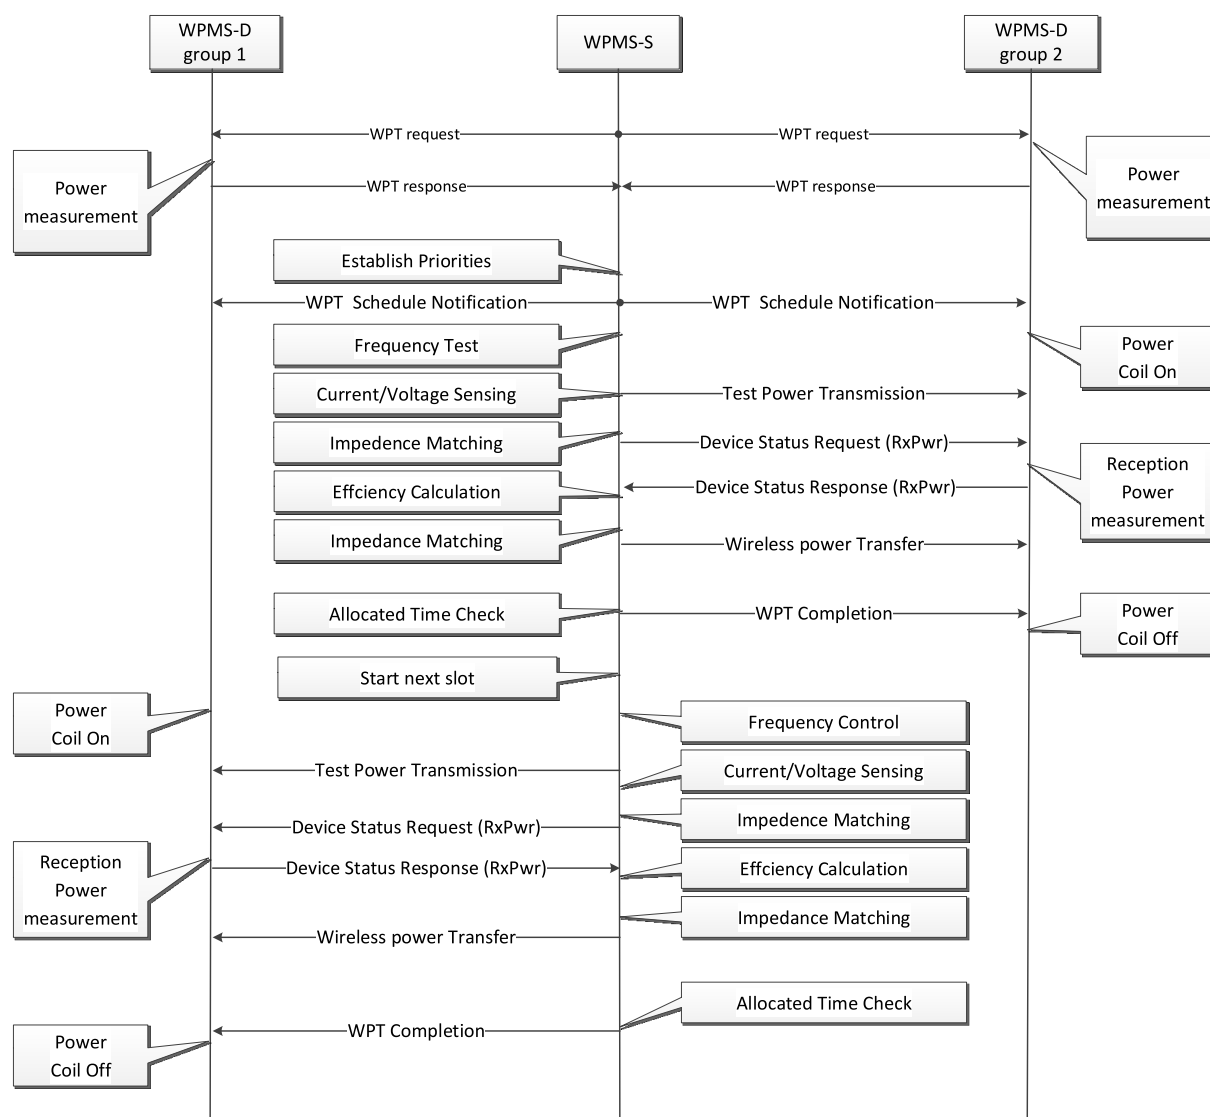 WPMS-D
group 1
WPMS-S
WPMS-D
group 2
WPT request
WPT request
Power
measurement
Power
measurement
WPT response
WPT response
Establish Priorities
WPT  Schedule Notification
WPT  Schedule Notification
Frequency Test
Power
Coil On
Current/Voltage Sensing
Test Power Transmission
Impedence Matching
Device Status Request (RxPwr)
Reception
Power
measurement
Effciency Calculation
Device Status Response (RxPwr)
Impedance Matching
Wireless power Transfer
Allocated Time Check
WPT Completion
Power
Coil Off
Start next slot
Power
Coil On
Frequency Control
Test Power Transmission
Current/Voltage Sensing
Device Status Request (RxPwr)
Impedence Matching
Reception
Power
measurement
Device Status Response (RxPwr)
Effciency Calculation
Impedance Matching
Wireless power Transfer
Allocated Time Check
WPT Completion
Power
Coil Off